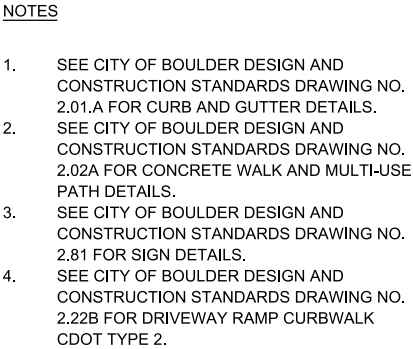 NOTES
1. SEE CITY OF BOULDER DESIGN AND
CONSTRUCTION STANDARDS DRAWING NO.
2.01.A FOR CURB AND GUTTER DETAILS.
2. SEE CITY OF BOULDER DESIGN AND
CONSTRUCTION STANDARDS DRAWING NO.
2.02A FOR CONCRETE WALK AND MULTI-USE
PATH DETAILS.
3. SEE CITY OF BOULDER DESIGN AND
CONSTRUCTION STANDARDS DRAWING NO.
2.81 FOR SIGN DETAILS.
4. SEE CITY OF BOULDER DESIGN AND
CONSTRUCTION STANDARDS DRAWING NO.
2.22B FOR DRIVEWAY RAMP CURBWALK
CDOT TYPE 2.